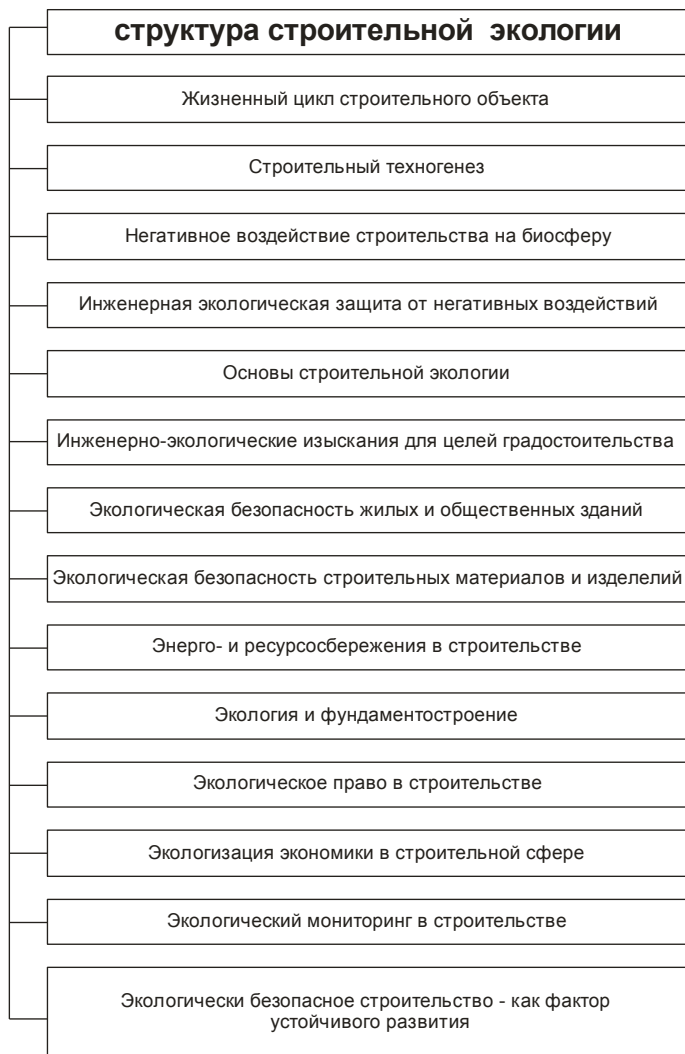 структура строительной экологии
Жизненный цикл строительного объекта
Строительный техногенез
Негативное воздействие строительства на биосферу
Инженерная экологическая защита от негативных воздействий
Основы строительной экологии
Инженерно-экологические изыскания для целей градостоительства
Экологическая безопасность жилых и общественных зданий
Экологическая безопасность строительных материалов и изделелий
Энерго- и ресурсосбережения в строительстве
Экология и фундаментостроение
Экологическое право в строительстве
Экологизация экономики в строительной сфере
Экологический мониторинг в строительстве
Экологически безопасное строительство - как фактор
устойчивого развития